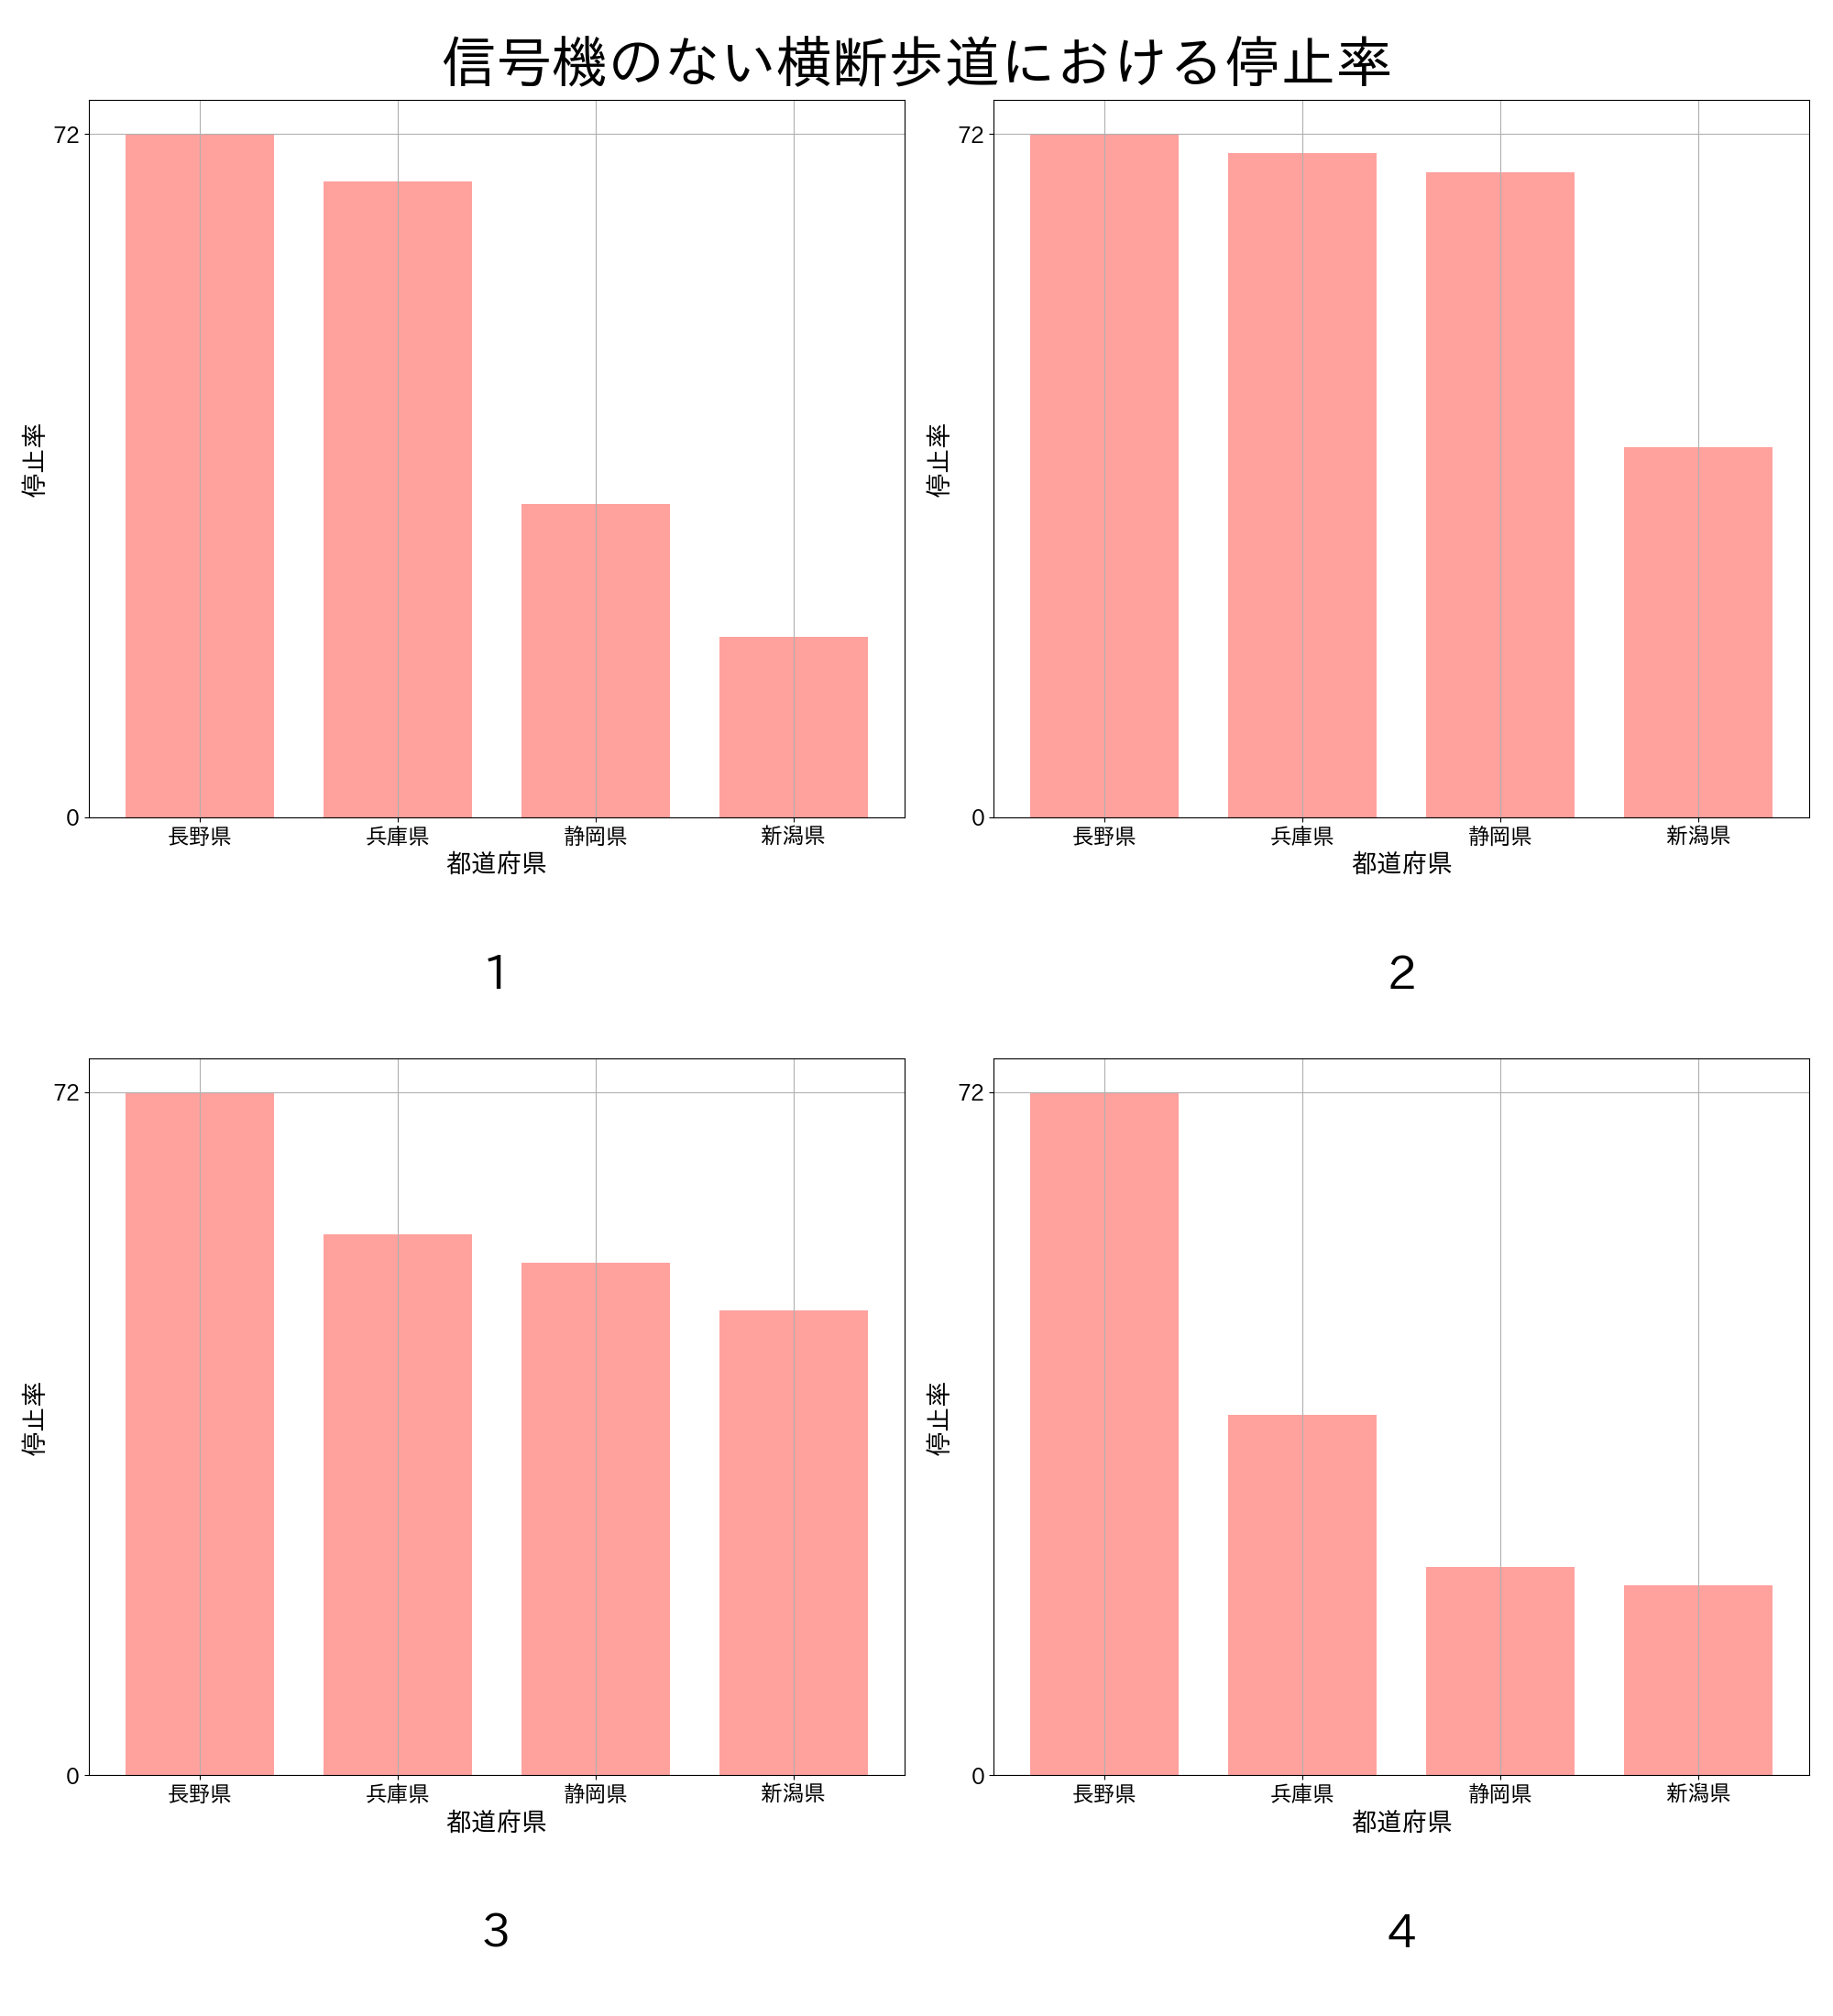 信号機のない横断歩道における停止率
72
0
停止率
長野県 兵庫県 静岡県 新潟県
都道府県
1
72
0
停止率
長野県 兵庫県 静岡県 新潟県
都道府県
2
72
0
停止率
長野県 兵庫県 静岡県 新潟県
都道府県
3
72
0
停止率
長野県 兵庫県 静岡県 新潟県
都道府県
4